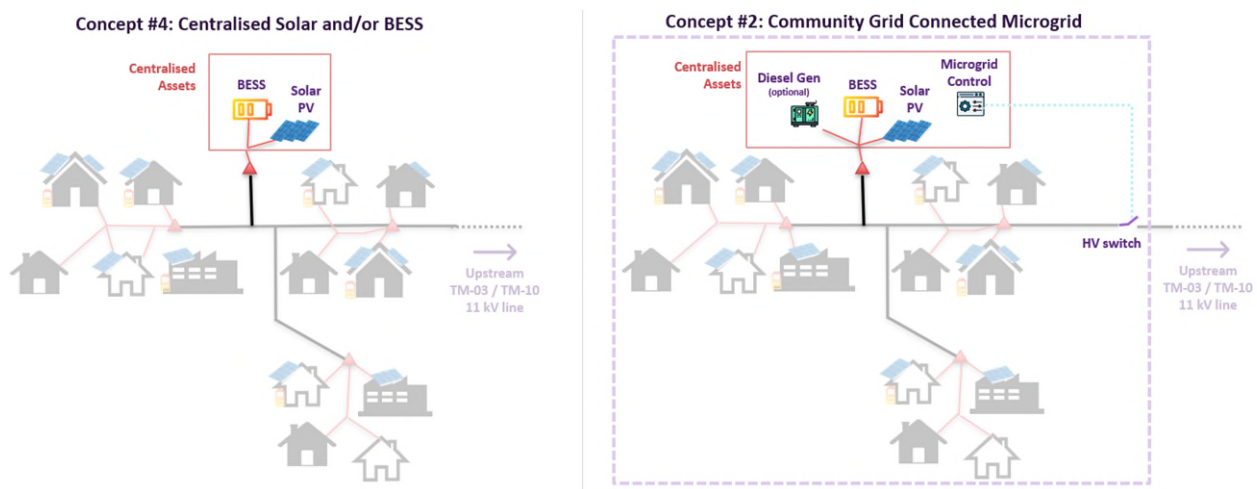 Concept #4: Centralised Solar and/or BESS
Centralised
Assets
BESS
Solar
PV
Upstream
TM-03 / TM-10
11 kV line
Concept #2: Community Grid Connected Microgrid
Centralised
Assets
Diesel Gen
(optional)
BESS
Solar
PV
Microgrid
Control
HV switch
Upstream
TM-03 / TM-10
11 kV line